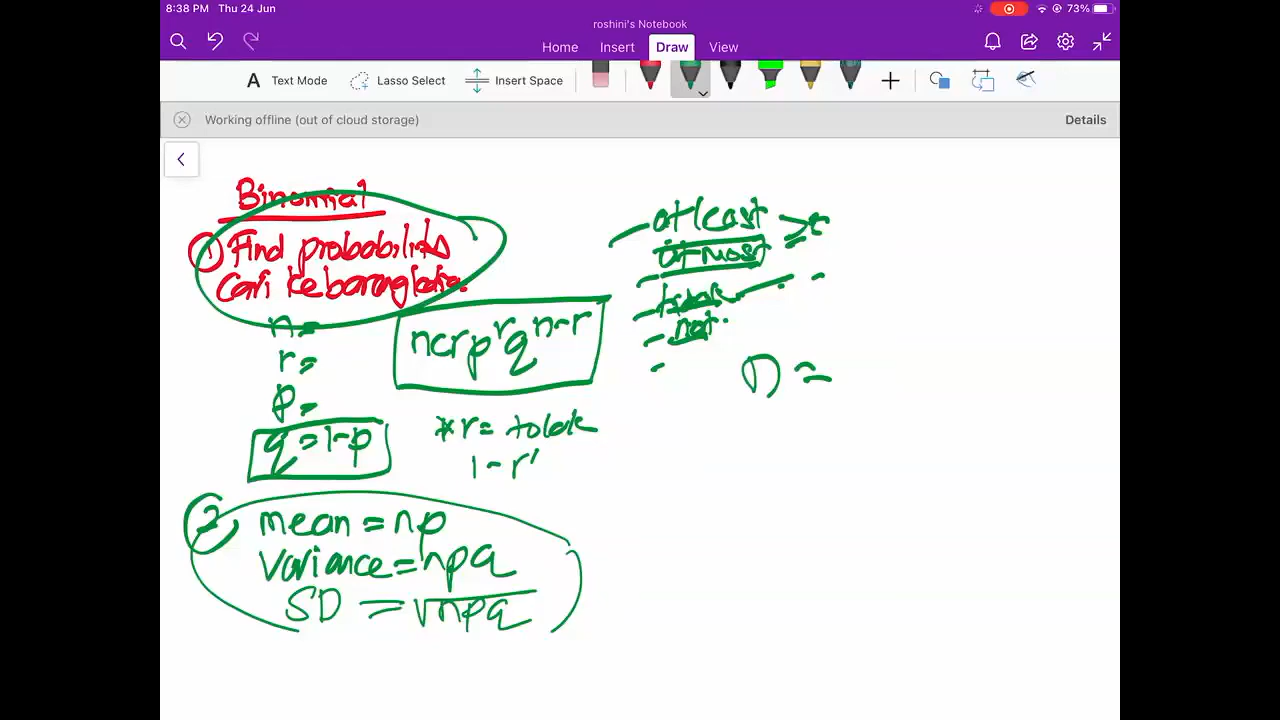 8:38 PM Thu 24 Jun
73%
roshini's Notebook
Home Insert Draw View
Text Mode Lasso Select Insert Space
Working offline (out of cloud storage)
Details
Binomial
① Find probability
Cari kebarangkalian
n=
r=
p=
q=1-p
ncr p^r q^n-r
*r= tolak
1-r'
② mean = np
variance = npq
SD = √npq
- at least ≥
at most
- tidak
- not
n =